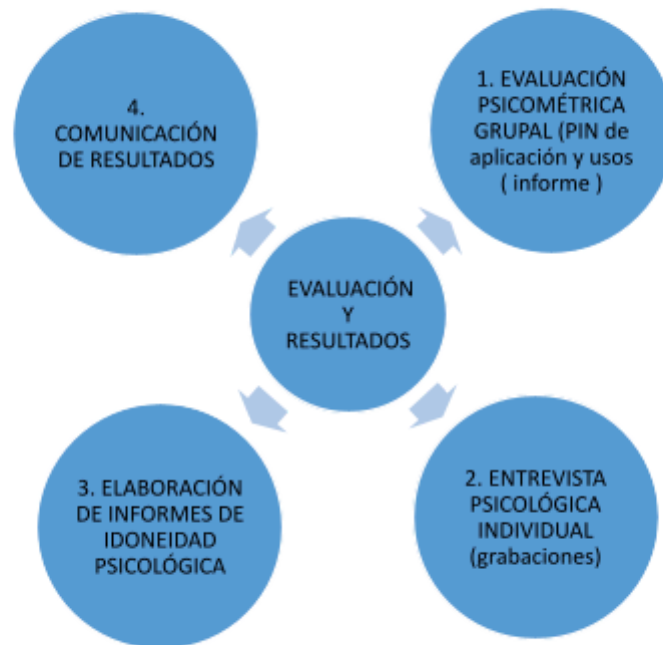 4.
COMUNICACIÓN
DE RESULTADOS
1. EVALUACIÓN
PSICOMÉTRICA
GRUPAL (PIN de
aplicación y usos
( informe )
EVALUACIÓN
Y
RESULTADOS
3. ELABORACIÓN
DE INFORMES DE
IDONEIDAD
PSICOLÓGICA
2. ENTREVISTA
PSICOLÓGICA
INDIVIDUAL
(grabaciones)